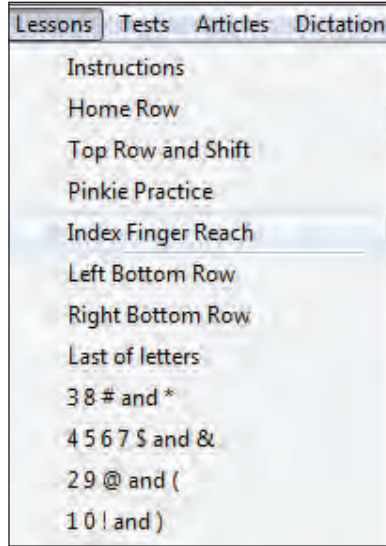 Lessons Tests Articles Dictation
Instructions
Home Row
Top Row and Shift
Pinkie Practice
Index Finger Reach
Left Bottom Row
Right Bottom Row
Last of letters
3 8 # and *
4 5 6 7 $ and &
2 9 @ and (
1 0 ! and )